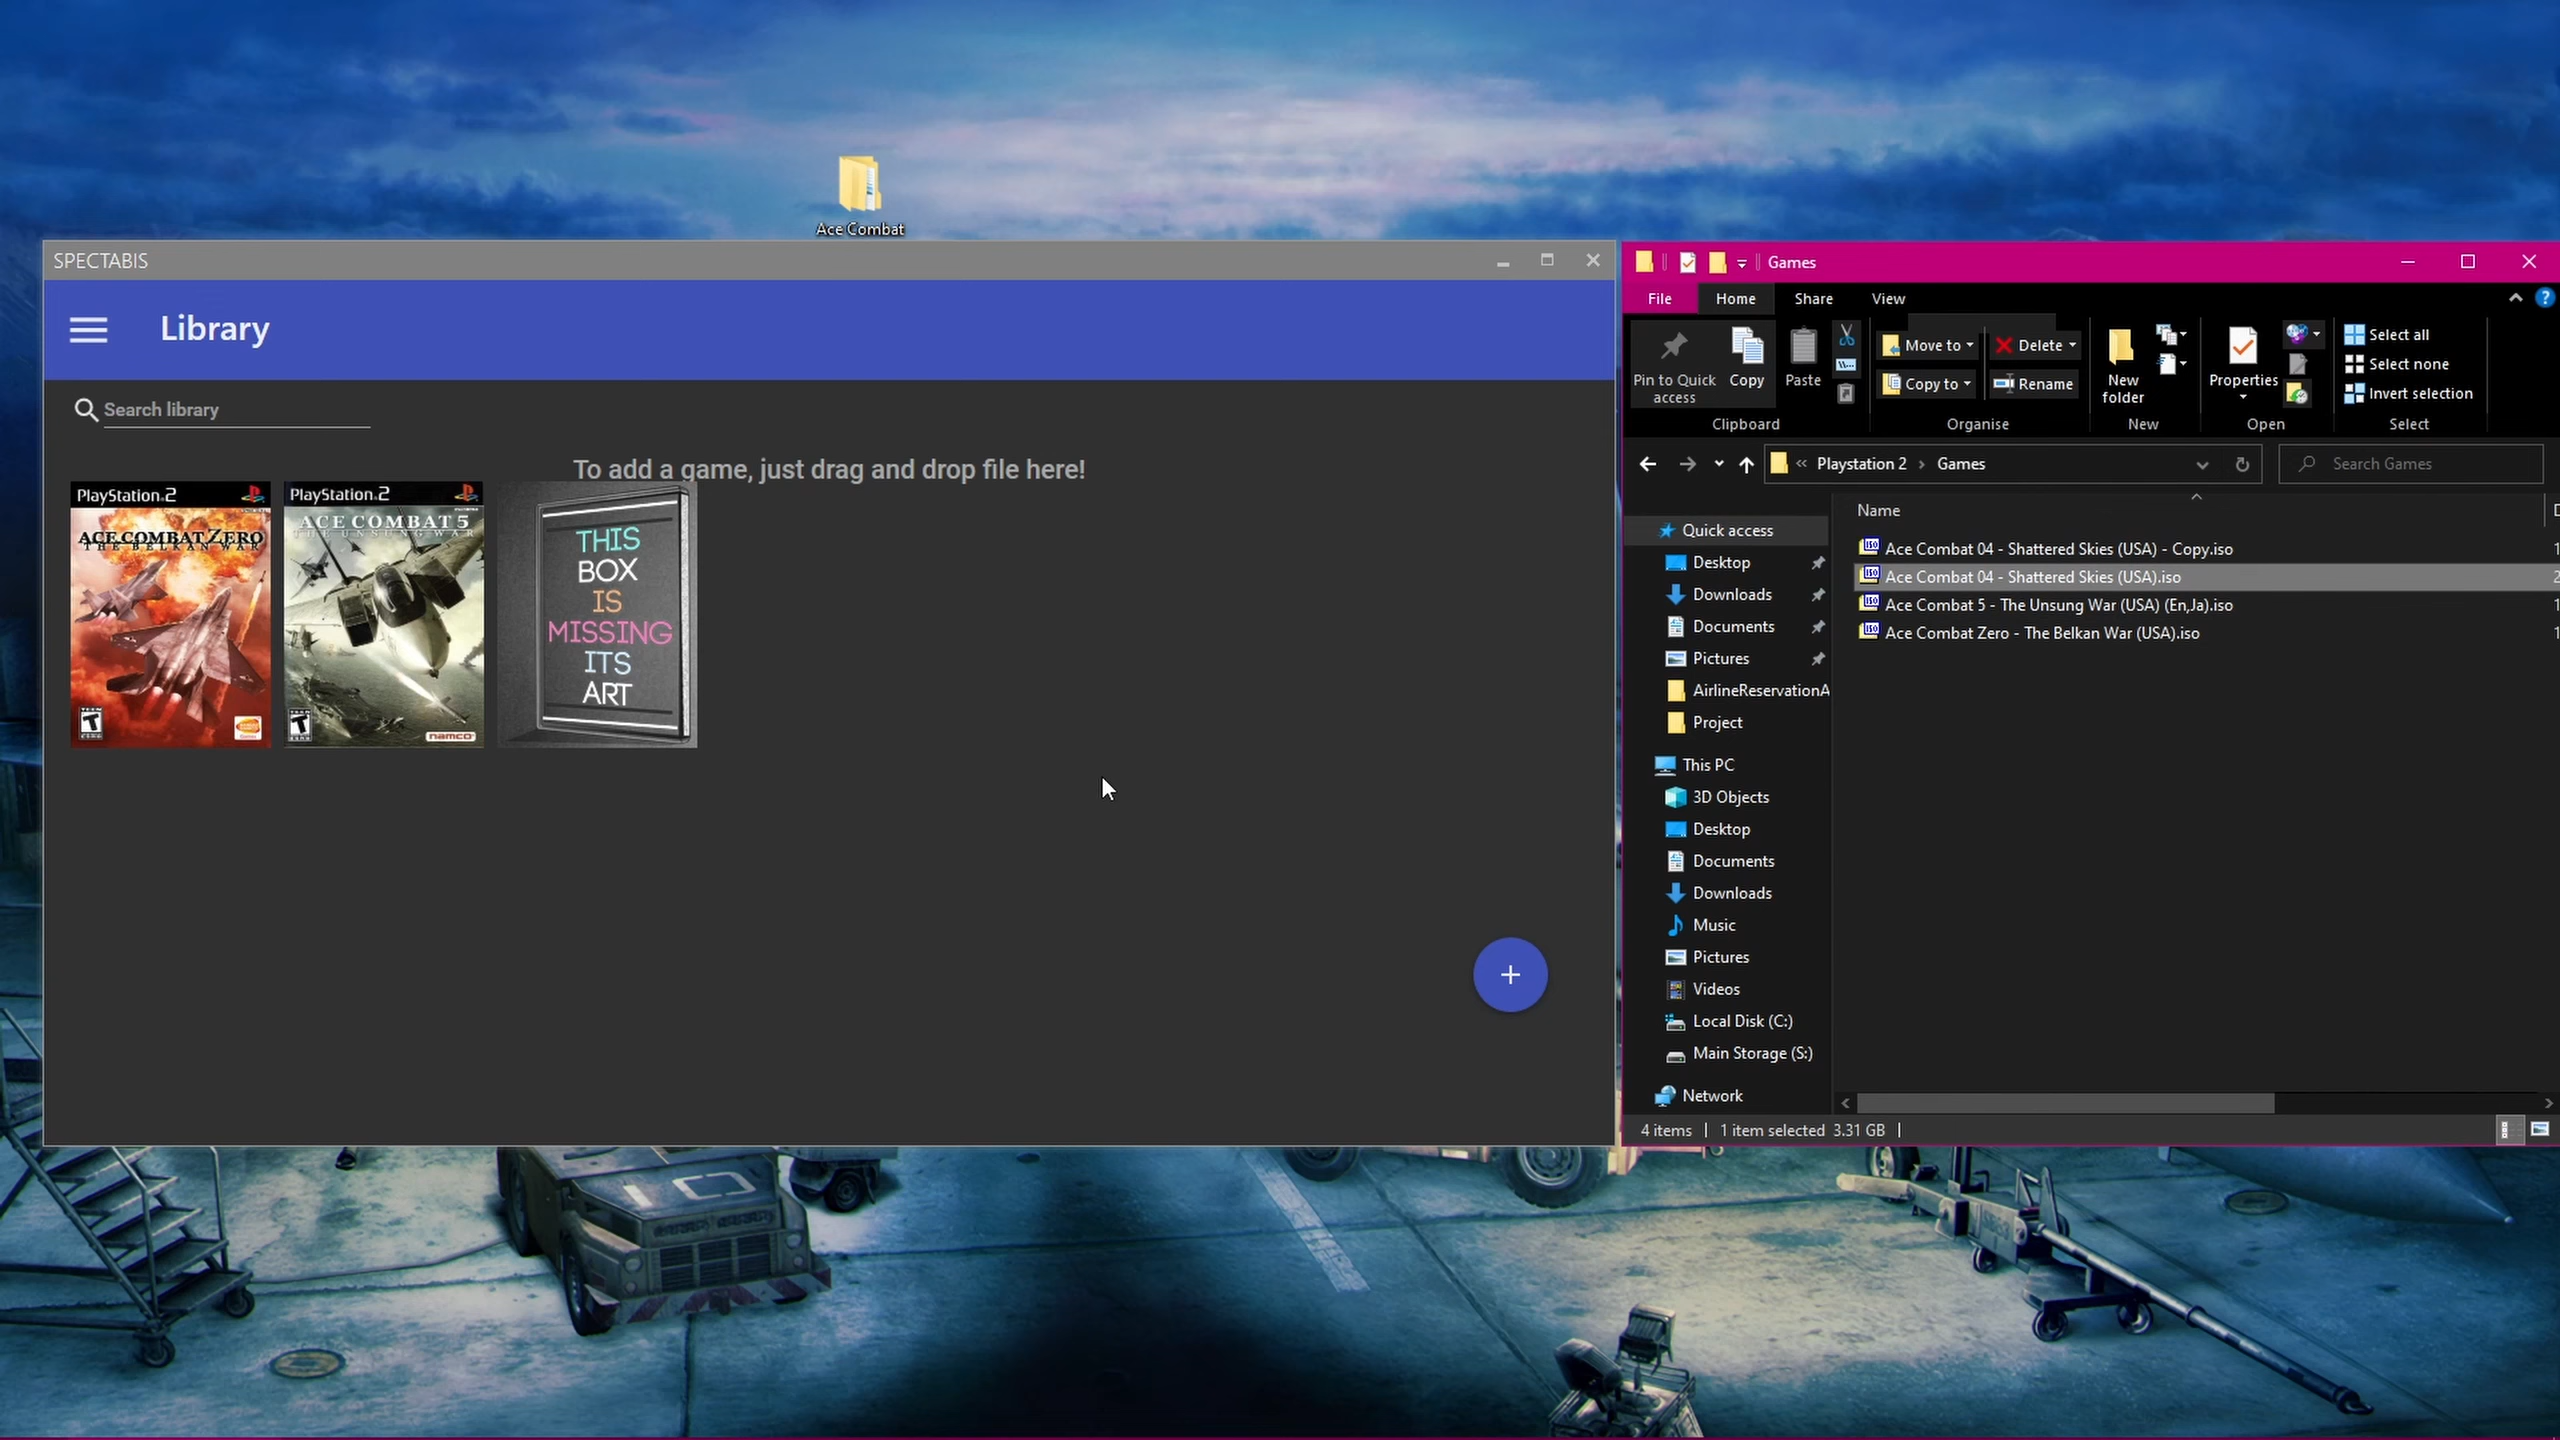 Ace Combat
SPECTABIS
Library
Search library
To add a game, just drag and drop file here!
PlayStation 2
ACE COMBAT ZERO
THE BELKAN WAR
T
PlayStation 2
ACE COMBAT 5
THE UNSUNG WAR
T
namco
THIS
BOX
IS
MISSING
ITS
ART
+
Games
File
Home
Share
View
?
Pin to Quick
access
Copy
Paste
Clipboard
Move to
Copy to
Delete
Rename
Organise
New
folder
New
Properties
Open
Select all
Select none
Invert selection
Select
« Playstation 2 › Games
Search Games
Name
Ace Combat 04 - Shattered Skies (USA) - Copy.iso
Ace Combat 04 - Shattered Skies (USA).iso
Ace Combat 5 - The Unsung War (USA) (En,Ja).iso
Ace Combat Zero - The Belkan War (USA).iso
Quick access
Desktop
Downloads
Documents
Pictures
AirlineReservationA
Project
This PC
3D Objects
Desktop
Documents
Downloads
Music
Pictures
Videos
Local Disk (C:)
Main Storage (S:)
Network
4 items
1 item selected 3.31 GB
10